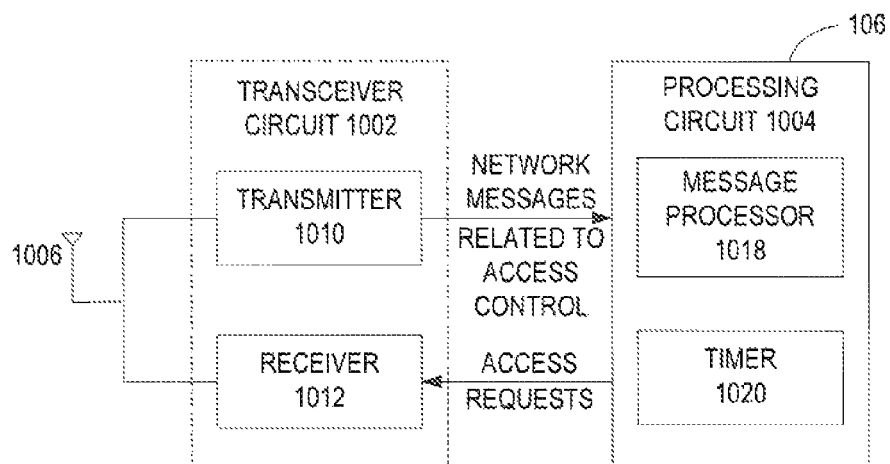 106
TRANSCEIVER
CIRCUIT 1002
PROCESSING
CIRCUIT 1004
TRANSMITTER
1010
NETWORK
MESSAGES
RELATED TO
ACCESS
CONTROL
MESSAGE
PROCESSOR
1018
1006
RECEIVER
1012
ACCESS
REQUESTS
TIMER
1020